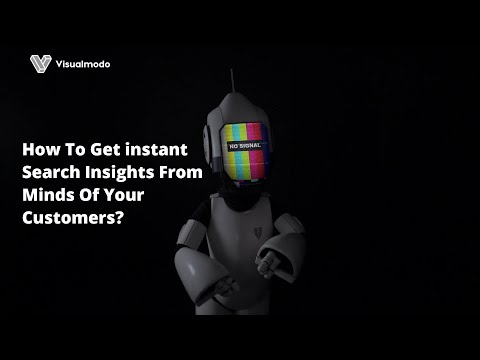 Visualmodo
How To Get instant
Search Insights From
Minds Of Your
Customers?
NO SIGNAL